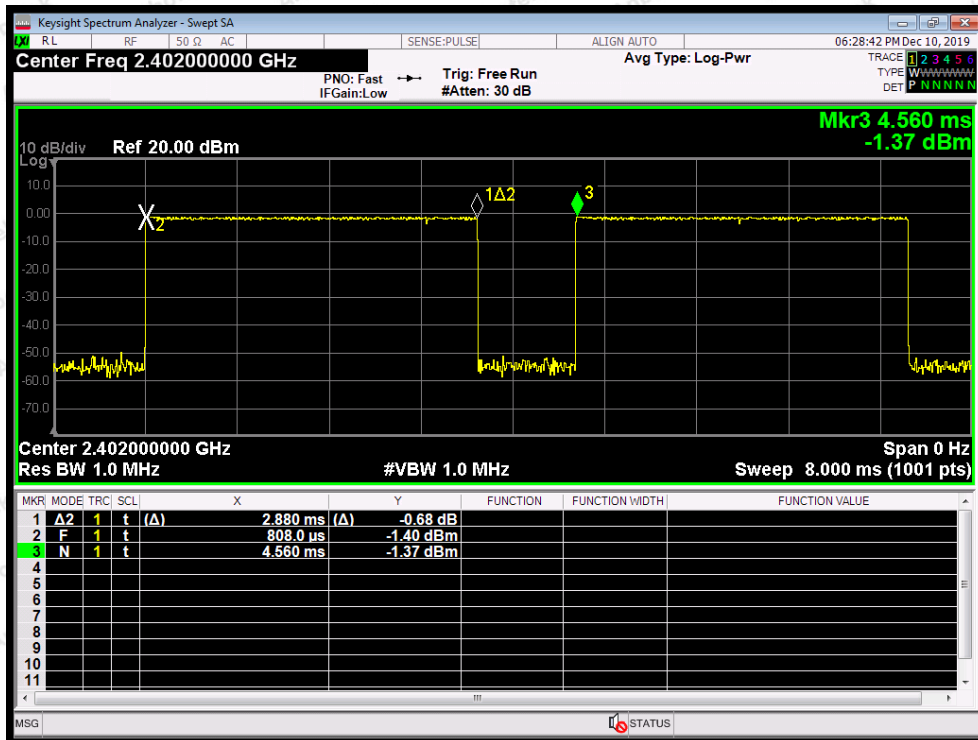 Keysight Spectrum Analyzer - Swept SA
LXI RL RF 50 Ω AC SENSE:PULSE ALIGN AUTO 06:28:42 PM Dec 10, 2019
Center Freq 2.402000000 GHz Avg Type: Log-Pwr TRACE 1 2 3 4 5 6
PNO: Fast Trig: Free Run TYPE WWWWWW
IFGain:Low #Atten: 30 dB DET P N N N N N
Mkr3 4.560 ms
10 dB/div Ref 20.00 dBm -1.37 dBm
Log
10.0
0.00
-10.0
-20.0
-30.0
-40.0
-50.0
-60.0
-70.0
2
1Δ2
3
Center 2.402000000 GHz Span 0 Hz
Res BW 1.0 MHz #VBW 1.0 MHz Sweep 8.000 ms (1001 pts)
MKR MODE TRC SCL X Y FUNCTION FUNCTION WIDTH FUNCTION VALUE
1 Δ2 1 t (Δ) 2.880 ms (Δ) -0.68 dB
2 F 1 t 808.0 µs -1.40 dBm
3 N 1 t 4.560 ms -1.37 dBm
4
5
6
7
8
9
10
11
MSG STATUS